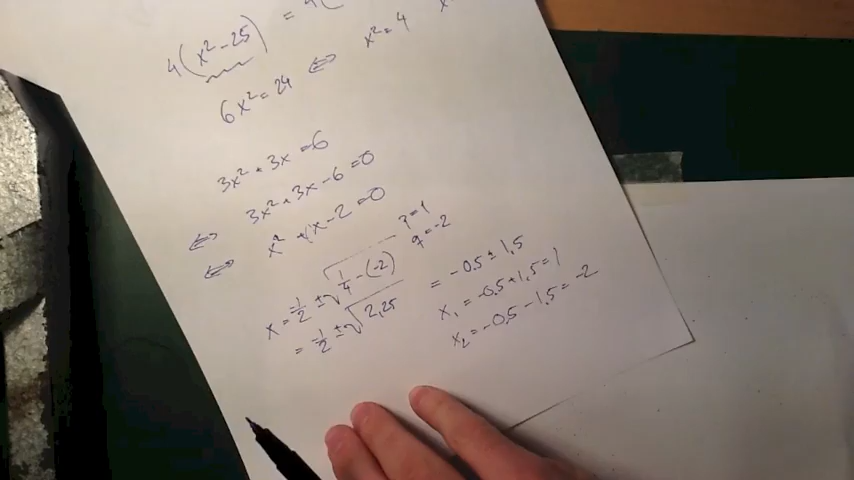 4(x² - 25) = 4(
6x² = 24 ⇔ x² = 4 x
3x² + 3x = 6
⇔ 3x² + 3x - 6 = 0
⇔ x² + x - 2 = 0
p = 1
q = -2
x = -1/2 ± √(1/4 - (-2))
= -1/2 ± √2,25 = -0,5 ± 1,5
x₁ = -0,5 + 1,5 = 1
x₂ = -0,5 - 1,5 = -2